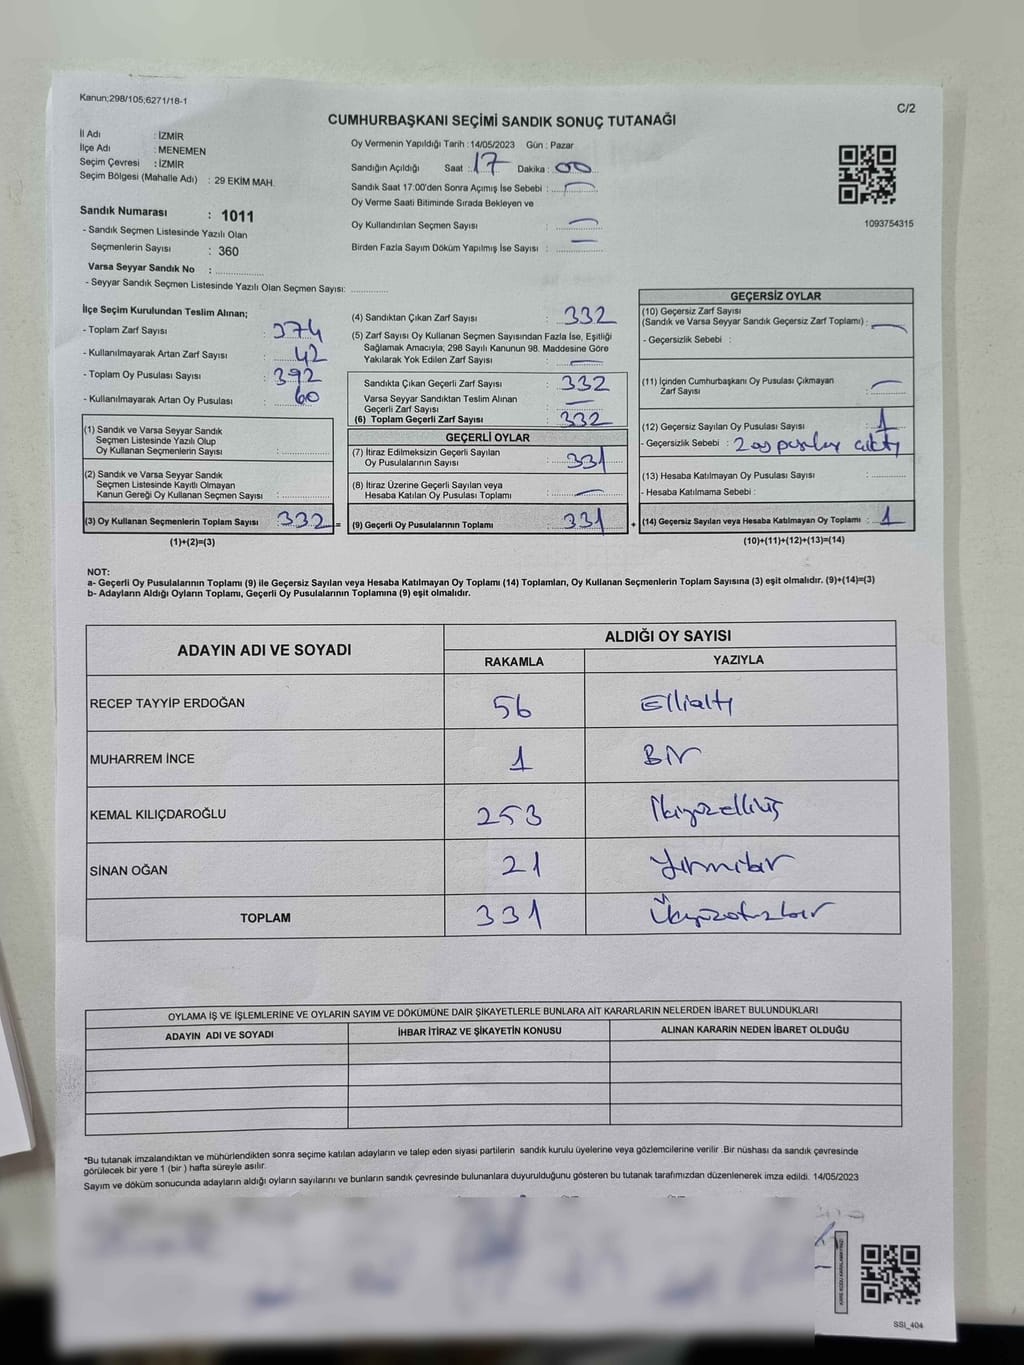 Kanun;298/105;6271/18-1
C/2
CUMHURBAŞKANI SEÇİMİ SANDIK SONUÇ TUTANAĞI
İl Adı : İZMİR
İlçe Adı : MENEMEN
Seçim Çevresi : İZMİR
Seçim Bölgesi (Mahalle Adı) : 29 EKİM MAH.
Sandık Numarası : 1011
- Sandık Seçmen Listesinde Yazılı Olan
Seçmenlerin Sayısı : 360
Varsa Seyyar Sandık No : ..............
- Seyyar Sandık Seçmen Listesinde Yazılı Olan Seçmen Sayısı: ............
Oy Vermenin Yapıldığı Tarih : 14/05/2023 Gün : Pazar
Sandığın Açıldığı Saat : 17 Dakika : 00
Sandık Saat 17:00'den Sonra Açımış İse Sebebi :
Oy Verme Saati Bitiminde Sırada Bekleyen ve
Oy Kullandırılan Seçmen Sayısı :
Birden Fazla Sayım Döküm Yapılmış İse Sayısı :
1093754315
İlçe Seçim Kurulundan Teslim Alınan;
- Toplam Zarf Sayısı : 374
- Kullanılmayarak Artan Zarf Sayısı : 42
- Toplam Oy Pusulası Sayısı : 392
- Kullanılmayarak Artan Oy Pusulası : 60
(1) Sandık ve Varsa Seyyar Sandık
Seçmen Listesinde Yazılı Olup
Oy Kullanan Seçmenlerin Sayısı :
(2) Sandık ve Varsa Seyyar Sandık
Seçmen Listesinde Kayıtlı Olmayan
Kanun Gereği Oy Kullanan Seçmen Sayısı :
(3) Oy Kullanan Seçmenlerin Toplam Sayısı : 332 =
(1)+(2)=(3)
(4) Sandıktan Çıkan Zarf Sayısı : 332
(5) Zarf Sayısı Oy Kullanan Seçmen Sayısından Fazla İse, Eşitliği
Sağlamak Amacıyla; 298 Sayılı Kanunun 98. Maddesine Göre
Yakılarak Yok Edilen Zarf Sayısı :
Sandıkta Çıkan Geçerli Zarf Sayısı : 332
Varsa Seyyar Sandıktan Teslim Alınan
Geçerli Zarf Sayısı :
(6) Toplam Geçerli Zarf Sayısı : 332
GEÇERLİ OYLAR
(7) İtiraz Edilmeksizin Geçerli Sayılan
Oy Pusulalarının Sayısı : 331
(8) İtiraz Üzerine Geçerli Sayılan veya
Hesaba Katılan Oy Pusulası Toplamı :
(9) Geçerli Oy Pusulalarının Toplamı : 331 +
GEÇERSİZ OYLAR
(10) Geçersiz Zarf Sayısı
(Sandık ve Varsa Seyyar Sandık Geçersiz Zarf Toplamı) :
- Geçersizlik Sebebi :
(11) İçinden Cumhurbaşkanı Oy Pusulası Çıkmayan
Zarf Sayısı :
(12) Geçersiz Sayılan Oy Pusulası Sayısı : 1
- Geçersizlik Sebebi : 2 oy pusulası çıktı
(13) Hesaba Katılmayan Oy Pusulası Sayısı :
- Hesaba Katılmama Sebebi :
(14) Geçersiz Sayılan veya Hesaba Katılmayan Oy Toplamı : 1
(10)+(11)+(12)+(13)=(14)
NOT:
a- Geçerli Oy Pusulalarının Toplamı (9) ile Geçersiz Sayılan veya Hesaba Katılmayan Oy Toplamı (14) Toplamları, Oy Kullanan Seçmenlerin Toplam Sayısına (3) eşit olmalıdır. (9)+(14)=(3)
b- Adayların Aldığı Oyların Toplamı, Geçerli Oy Pusulalarının Toplamına (9) eşit olmalıdır.
ADAYIN ADI VE SOYADI ALDIĞI OY SAYISI
RAKAMLA YAZIYLA
RECEP TAYYİP ERDOĞAN 56 Ellialtı
MUHARREM İNCE 1 Bir
KEMAL KILIÇDAROĞLU 253 İkiyüzelliüç
SİNAN OĞAN 21 Yirmibir
TOPLAM 331 Üçyüzotuzbir
OYLAMA İŞ VE İŞLEMLERİNE VE OYLARIN SAYIM VE DÖKÜMÜNE DAİR ŞİKAYETLERLE BUNLARA AİT KARARLARIN NELERDEN İBARET BULUNDUKLARI
ADAYIN ADI VE SOYADI İHBAR İTİRAZ VE ŞİKAYETİN KONUSU ALINAN KARARIN NEDEN İBARET OLDUĞU
*Bu tutanak imzalandıktan ve mühürlendikten sonra seçime katılan adayların ve talep eden siyasi partilerin sandık kurulu üyelerine veya gözlemcilerine verilir .Bir nüshası da sandık çevresinde
görülecek bir yere 1 (bir ) hafta süreyle asılır.
Sayım ve döküm sonucunda adayların aldığı oyların sayılarını ve bunların sandık çevresinde bulunanlara duyurulduğunu gösteren bu tutanak tarafımızdan düzenlenerek imza edildi. 14/05/2023
SSI_404